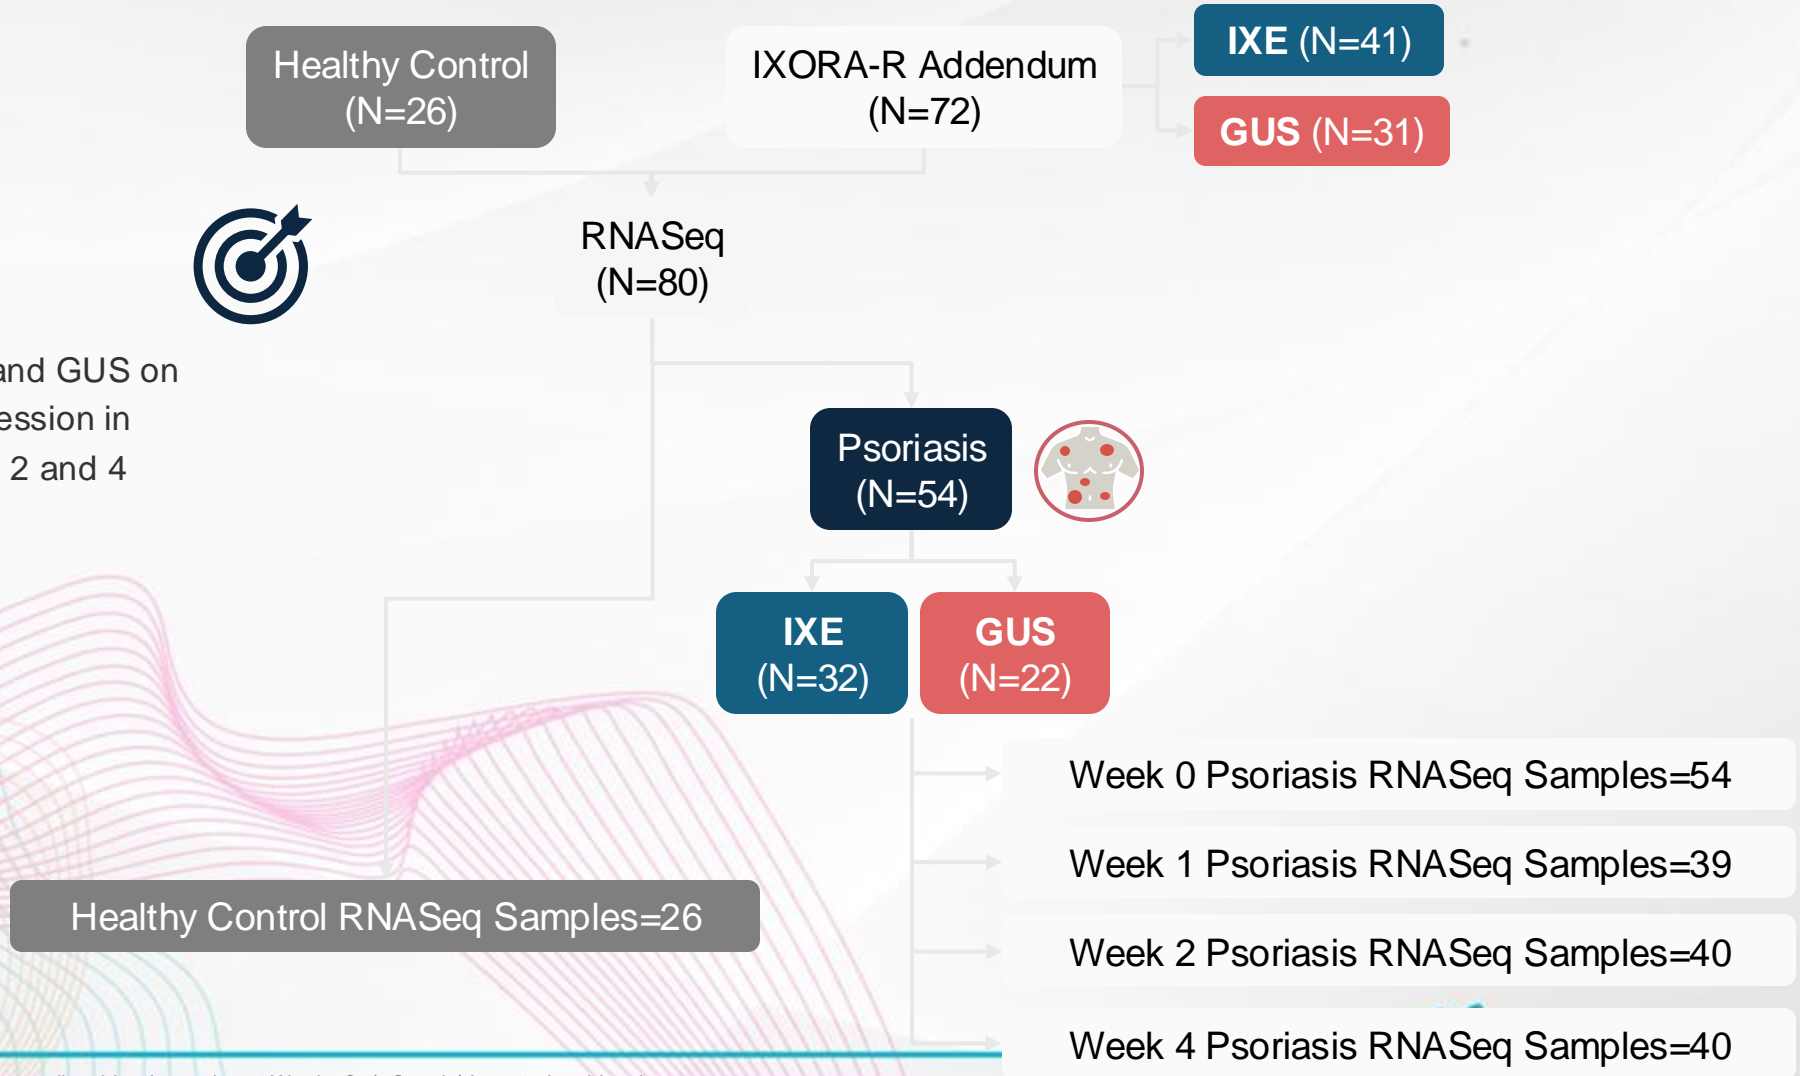 Healthy Control
(N=26)
IXORA-R Addendum
(N=72)
IXE (N=41)
GUS (N=31)
RNASeq
(N=80)
and GUS on
ession in
2 and 4
Psoriasis
(N=54)
IXE
(N=32)
GUS
(N=22)
Week 0 Psoriasis RNASeq Samples=54
Week 1 Psoriasis RNASeq Samples=39
Healthy Control RNASeq Samples=26
Week 2 Psoriasis RNASeq Samples=40
Week 4 Psoriasis RNASeq Samples=40